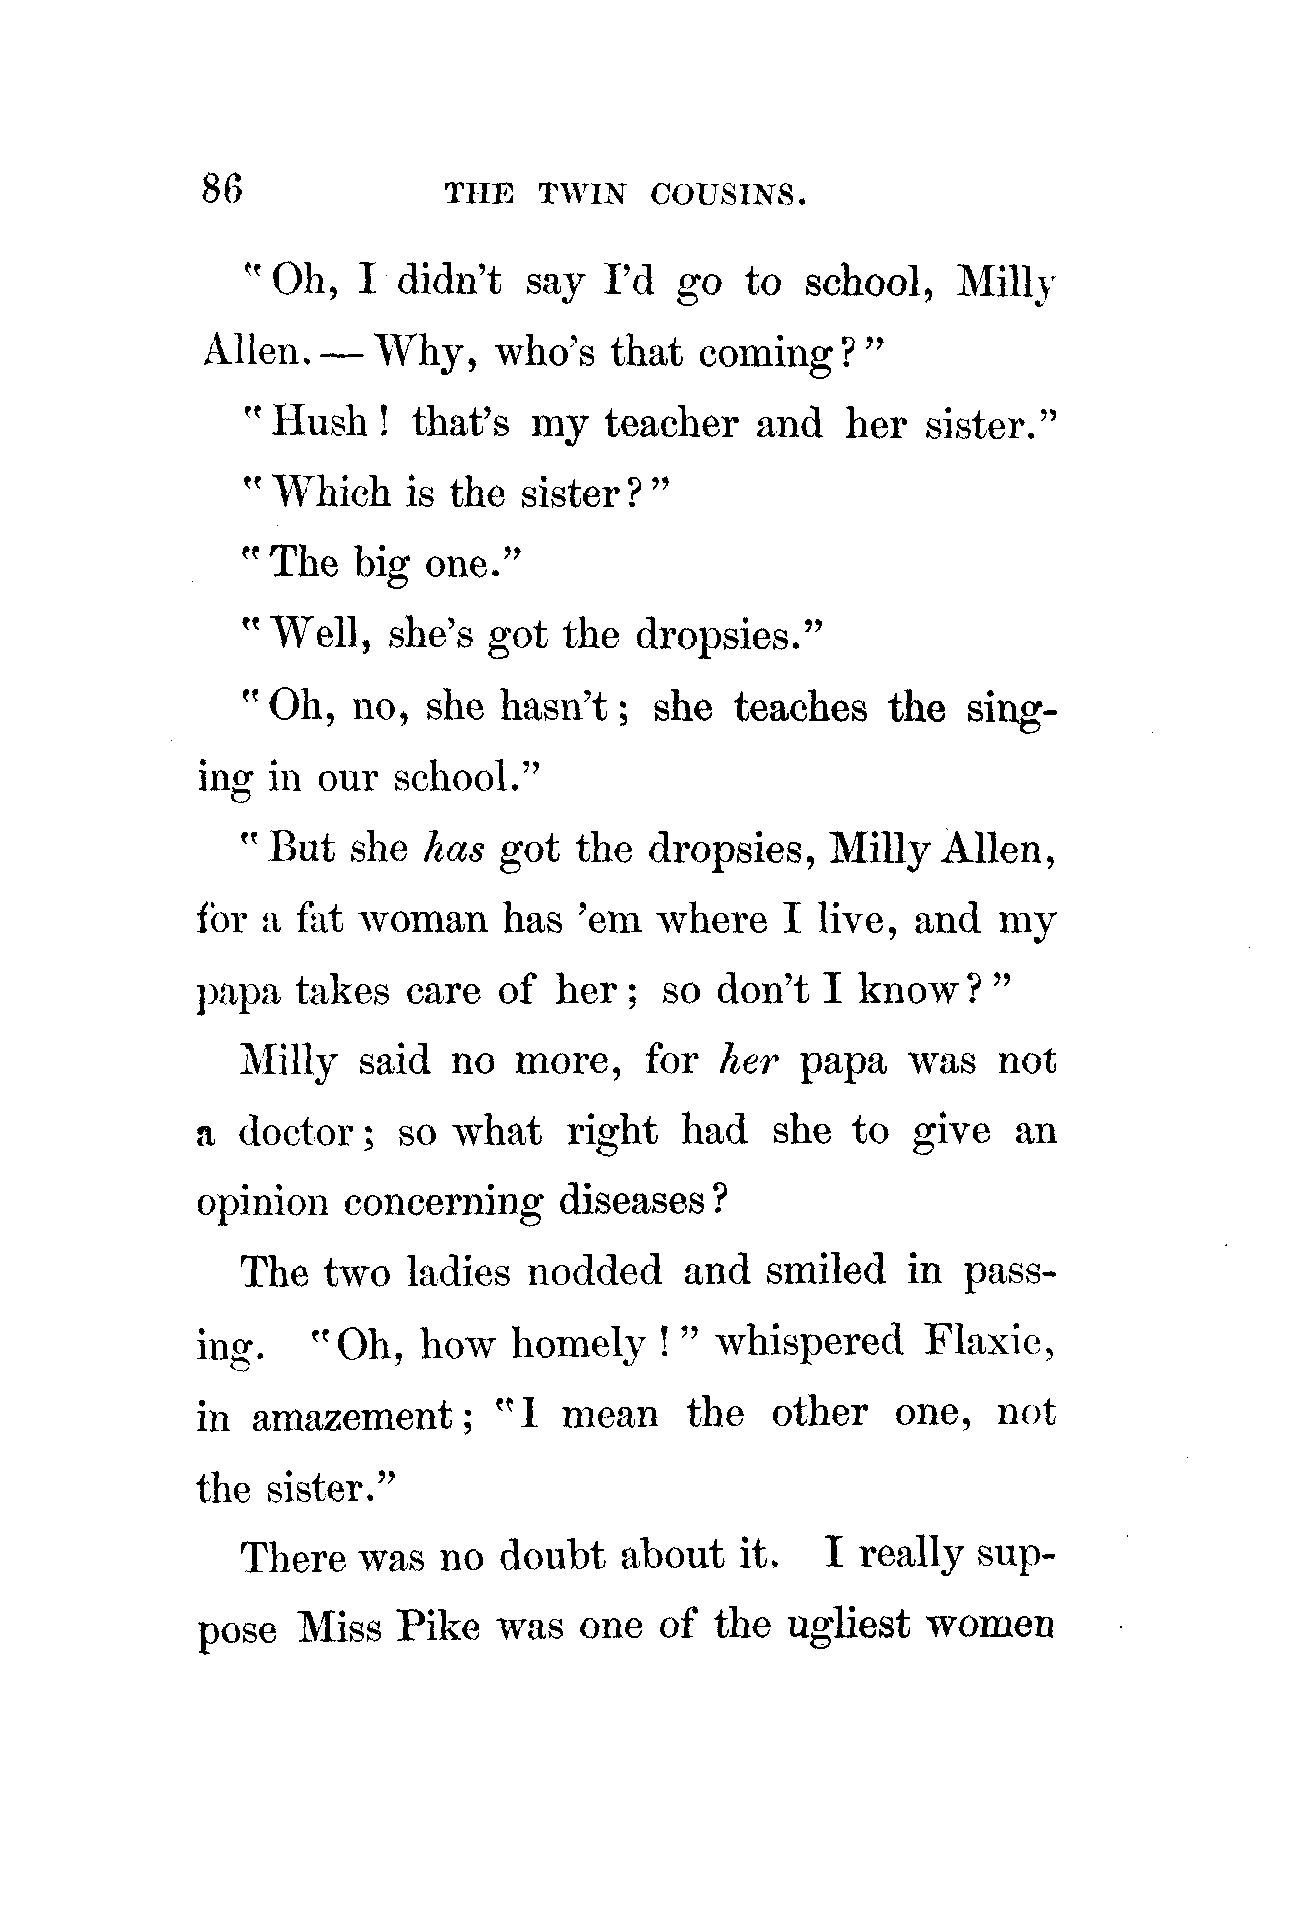 86 THE TWIN COUSINS.
"Oh, I didn't say I'd go to school, Milly
Allen. — Why, who's that coming?"
"Hush! that's my teacher and her sister."
"Which is the sister?"
"The big one."
"Well, she's got the dropsies."
"Oh, no, she hasn't; she teaches the sing-
ing in our school."
"But she has got the dropsies, Milly Allen,
for a fat woman has 'em where I live, and my
papa takes care of her; so don't I know?"
Milly said no more, for her papa was not
a doctor; so what right had she to give an
opinion concerning diseases?
The two ladies nodded and smiled in pass-
ing. "Oh, how homely!" whispered Flaxie,
in amazement; "I mean the other one, not
the sister."
There was no doubt about it. I really sup-
pose Miss Pike was one of the ugliest women